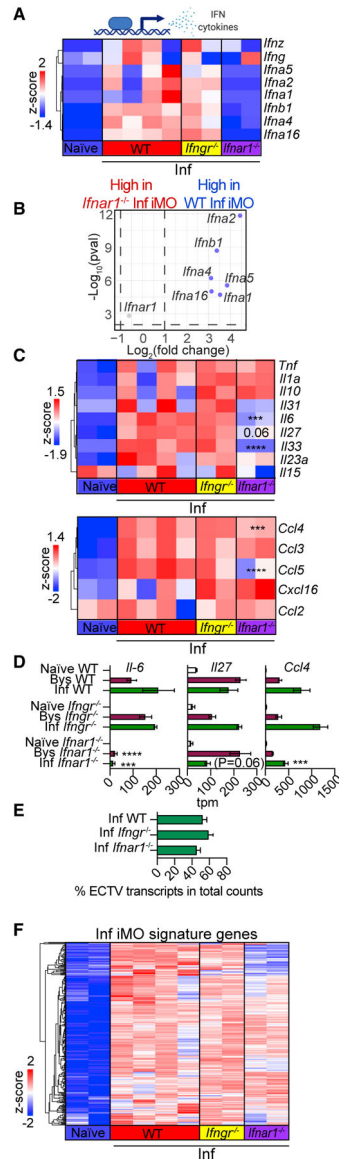 A
IFN
cytokines
Ifnz
Ifng
Ifna5
Ifna2
Ifna1
Ifnb1
Ifna4
Ifna16
2
z-score
-1.4
Naïve
WT
Ifngr-/-
Ifnar1-/-
Inf
High in
Ifnar1-/- Inf iMO
High in
WT Inf iMO
B
12
9
6
3
-Log10(pval)
Ifna2
Ifnb1
Ifna4
Ifna5
Ifna16
Ifna1
Ifnar1
-1 0 1 2 3 4
Log2(fold change)
C
Tnf
Il1a
Il10
Il31
Il6
***
Il27
0.06
Il33
****
Il23a
Il15
1.5
z-score
-1.9
Naïve
WT
Ifngr-/-
Ifnar1-/-
Inf
Ccl4
***
Ccl3
Ccl5
****
Cxcl16
Ccl2
1.4
z-score
-2
Naïve
WT
Ifngr-/-
Ifnar1-/-
Inf
D
Il-6
Il27
Ccl4
Naïve WT
Bys WT
Inf WT
Naïve Ifngr-/-
Bys Ifngr-/-
Inf Ifngr-/-
Naïve Ifnar1-/-
Bys Ifnar1-/-
****
Inf Ifnar1-/-
***
(P=0.06)
***
0 100 200 300
0 100 200 300
0 500 1000 1500
tpm
E
Inf WT
Inf Ifngr-/-
Inf Ifnar1-/-
0 20 40 60 80
% ECTV transcripts in total counts
F
Inf iMO signature genes
2
z-score
-2
Naïve
WT
Ifngr-/-
Ifnar1-/-
Inf